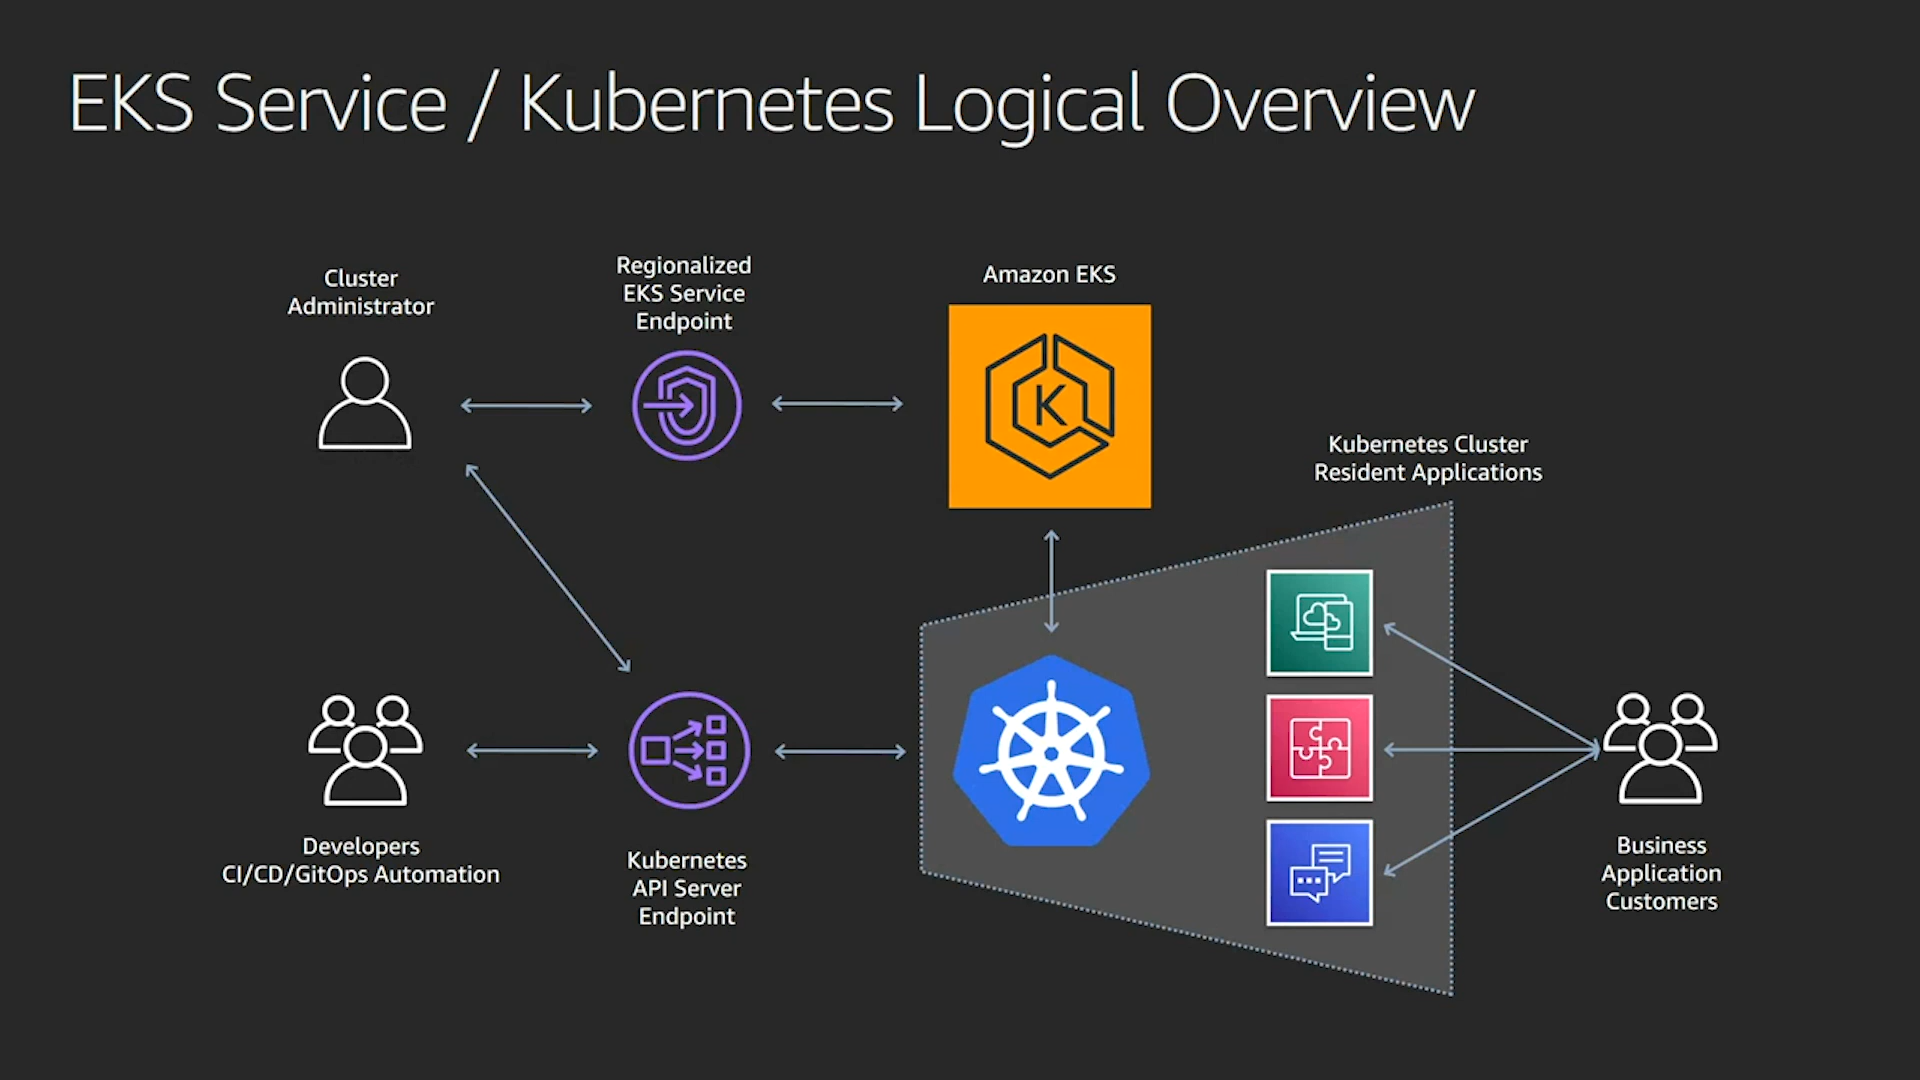 EKS Service / Kubernetes Logical Overview
Cluster
Administrator
Regionalized
EKS Service
Endpoint
Amazon EKS
K
Kubernetes Cluster
Resident Applications
Developers
CI/CD/GitOps Automation
Kubernetes
API Server
Endpoint
Business
Application
Customers